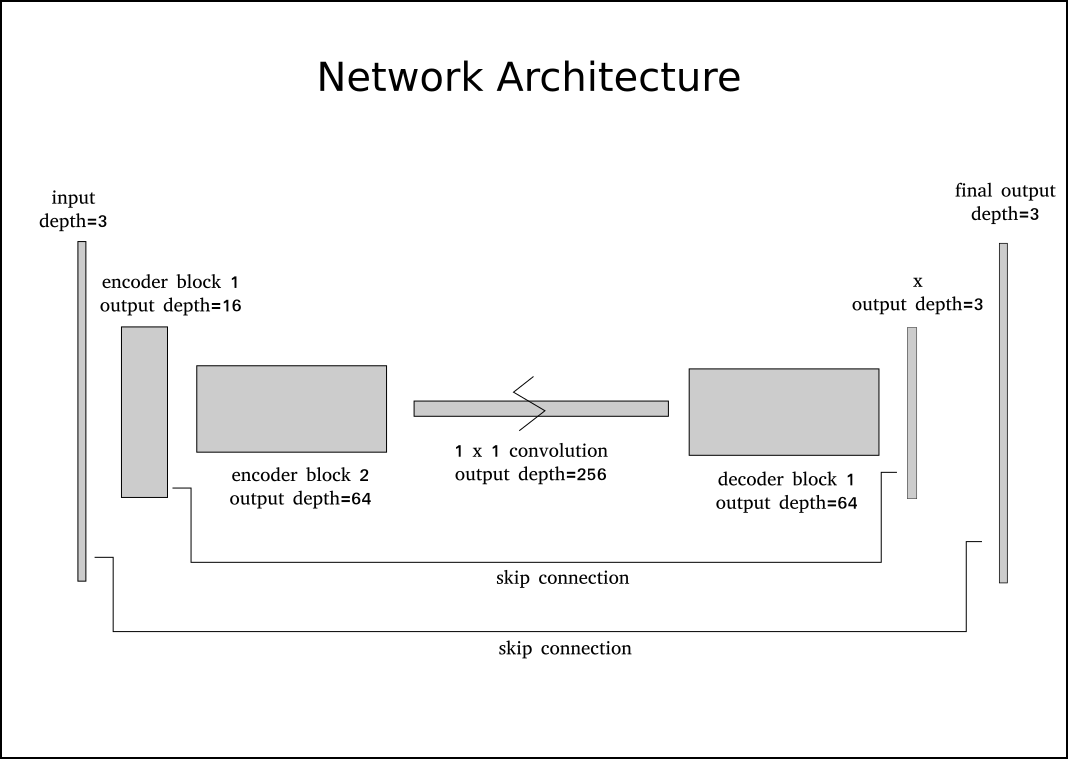 Network Architecture
input
depth=3
final output
depth=3
encoder block 1
output depth=16
x
output depth=3
1 x 1 convolution
output depth=256
encoder block 2
output depth=64
decoder block 1
output depth=64
skip connection
skip connection